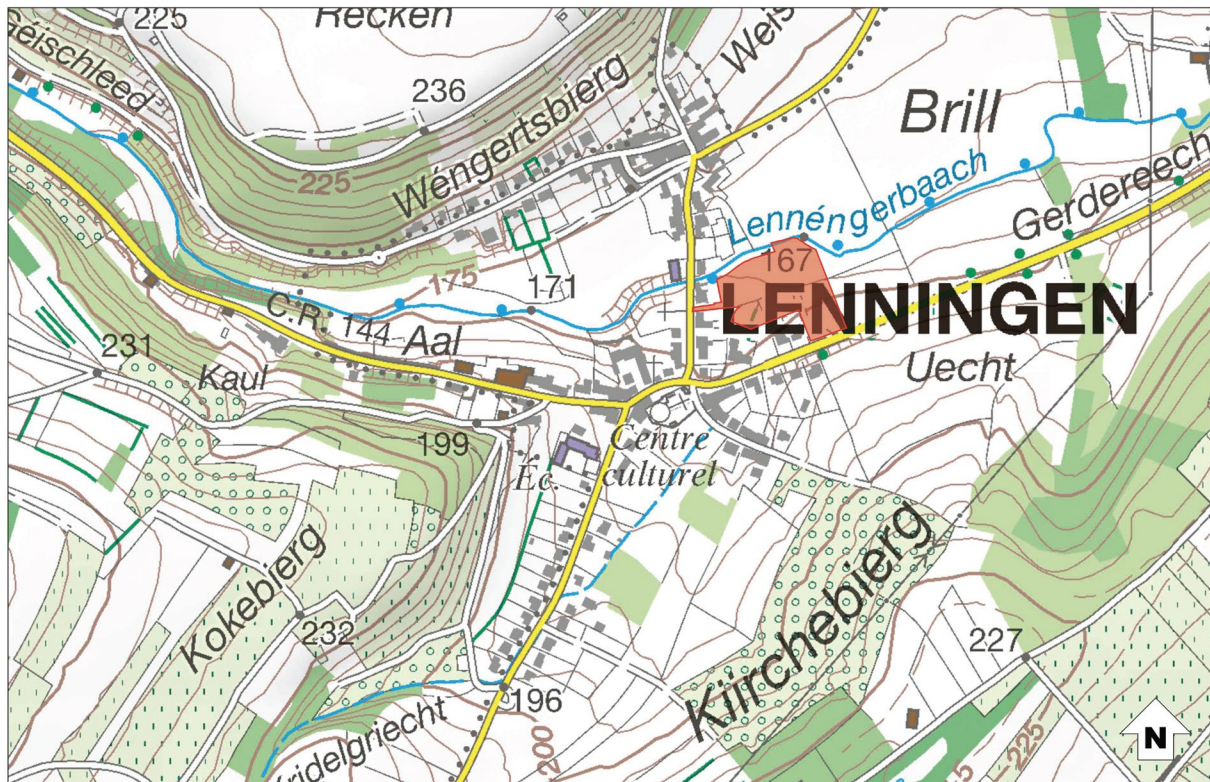 225
Recken
Géischleed
236
Wéngertsbierg
Weis
Brill
225
Lennéngerbaach
Gerdereech
167
175
171
LENNINGEN
C.R. 144
Aal
231
Kaul
Uecht
199
Centre
culturel
Ec.
Kokebierg
Kiirchebierg
232
227
196
ridelgriecht
200
225
N